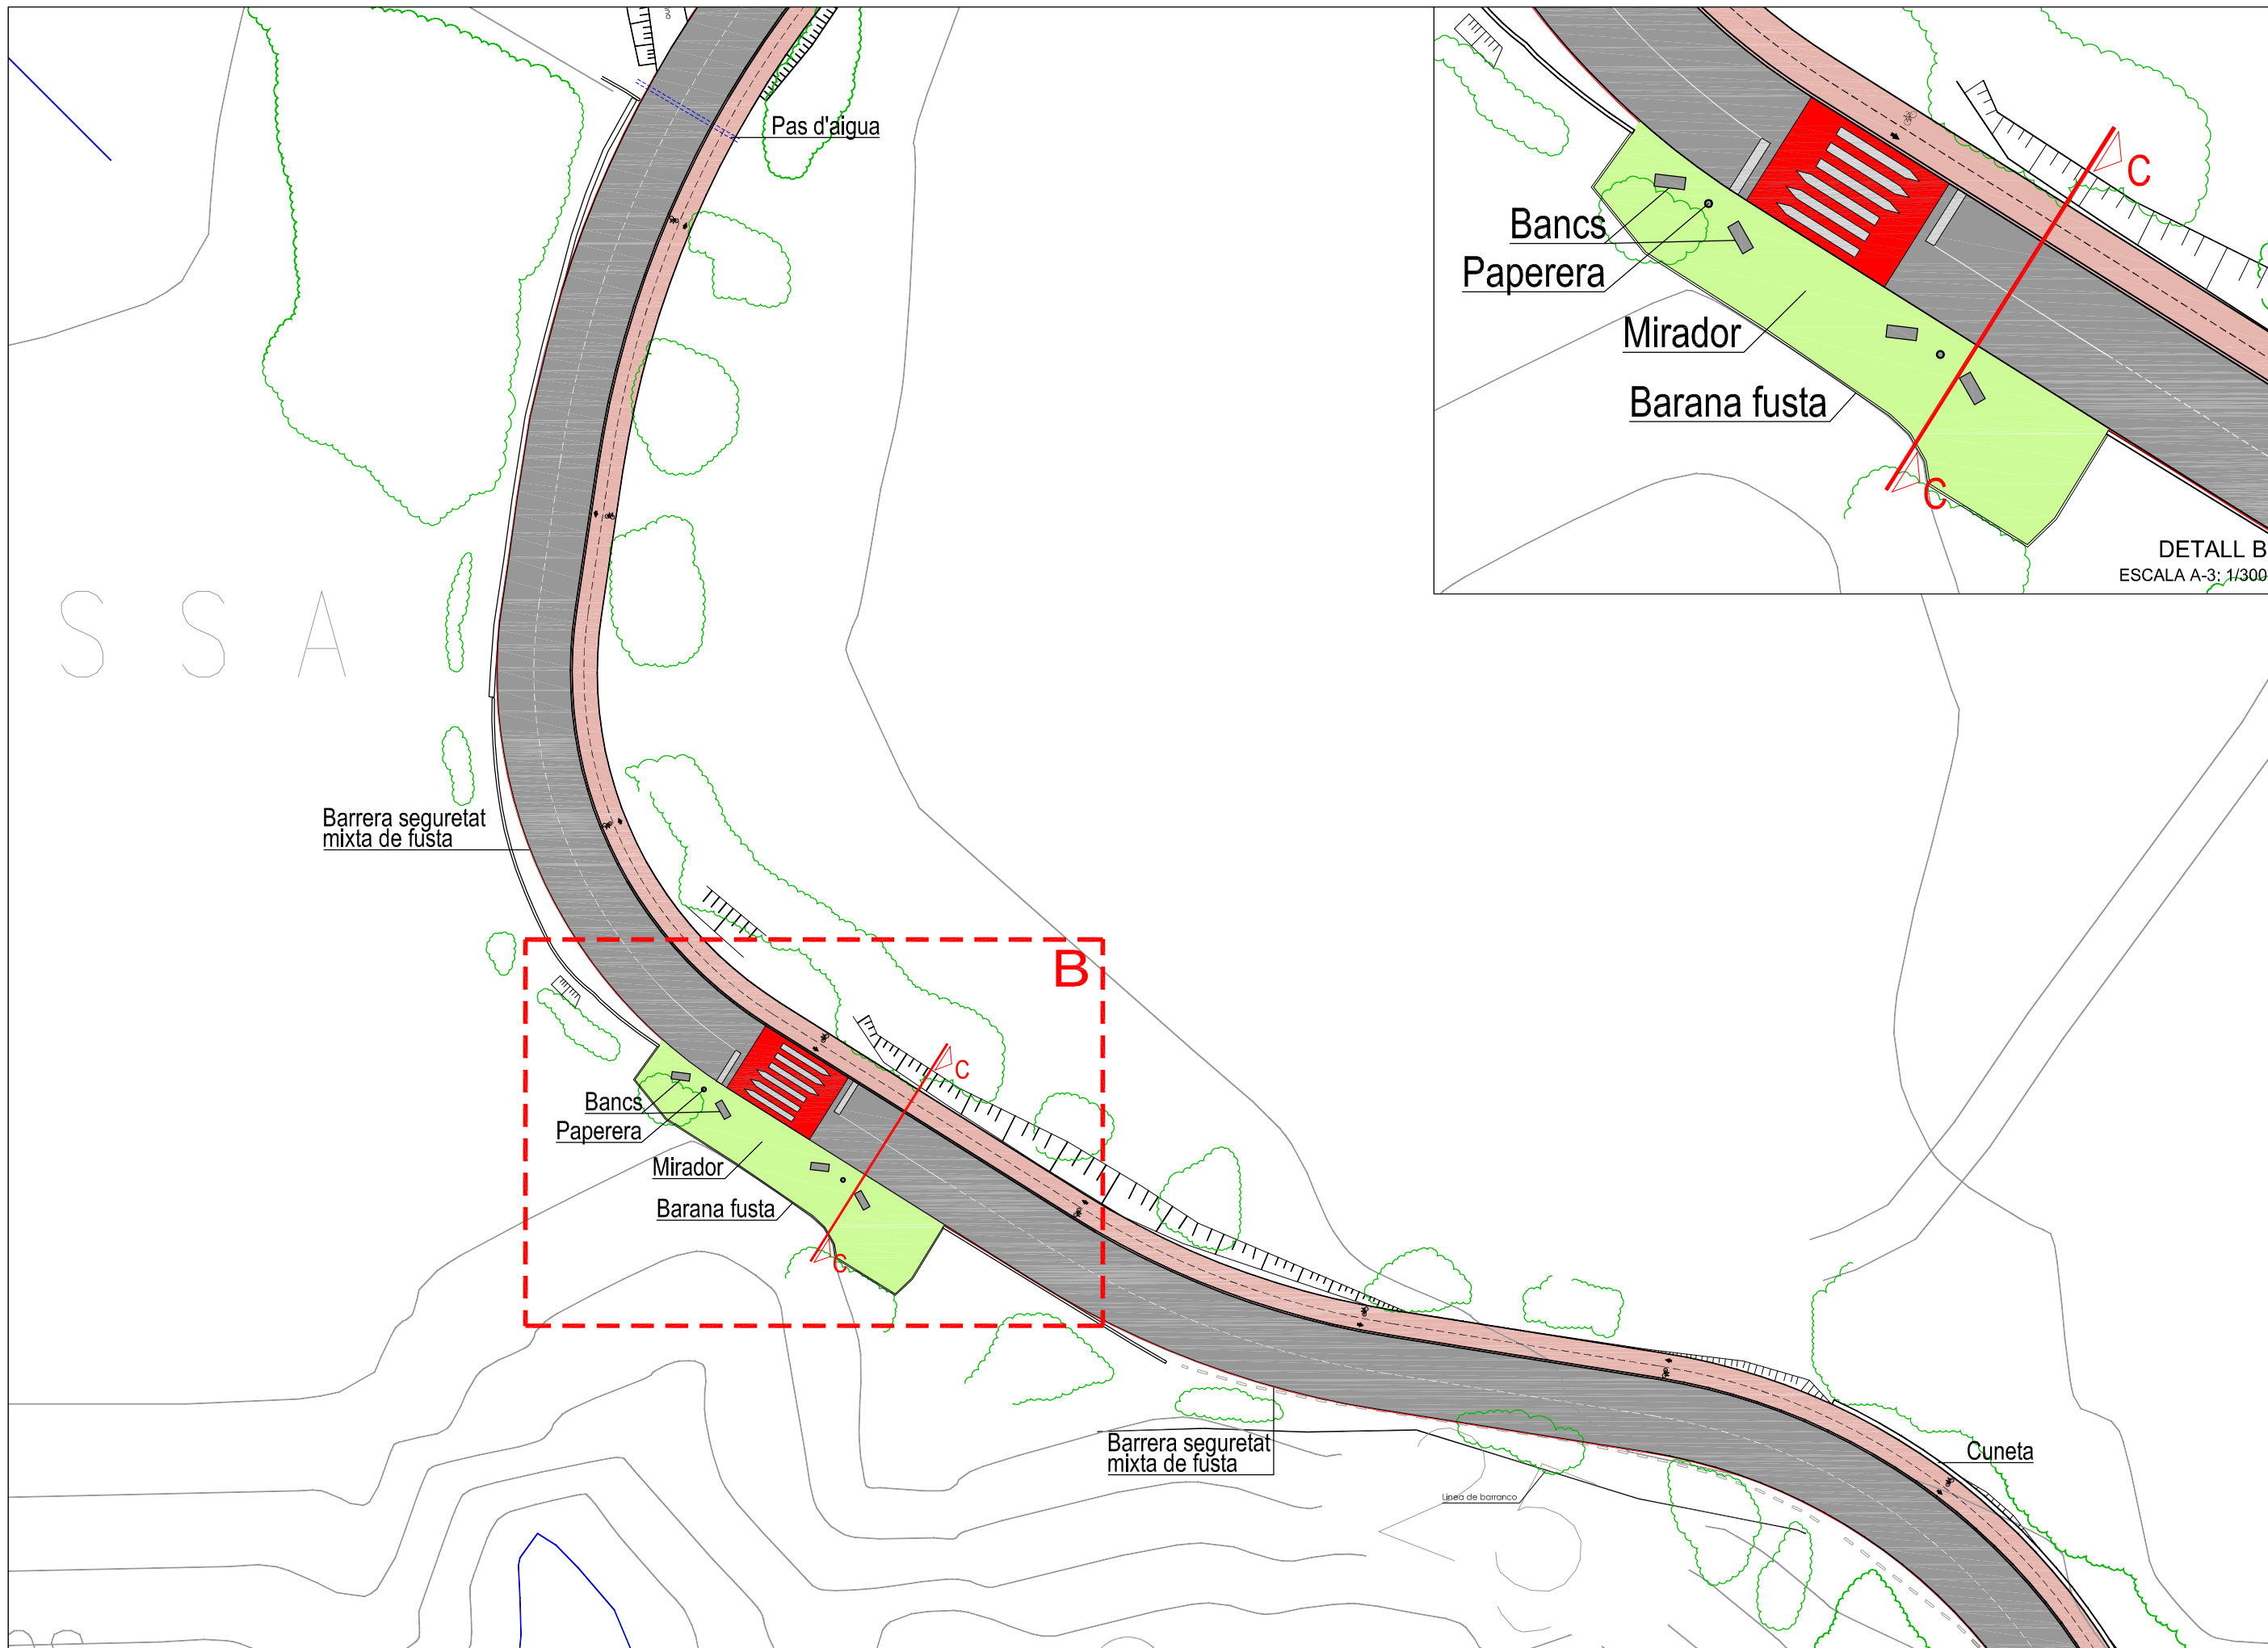 Pas d'aigua
Bancs
Paperera
Mirador
Barana fusta
C
C
DETALL B
ESCALA A-3: 1/300
S S A
Barrera seguretat
mixta de fusta
B
C
Bancs
Paperera
Mirador
Barana fusta
C
Barrera seguretat
mixta de fusta
Cuneta
Linea de barranco